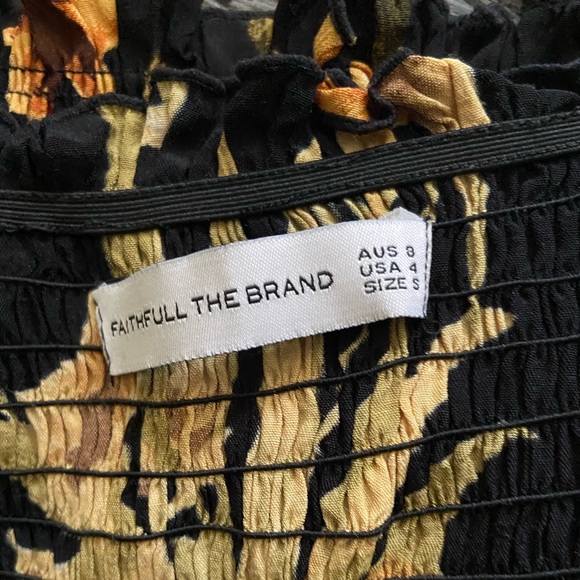 FAITHFULL THE BRAND
AUS 8
USA 4
SIZE S